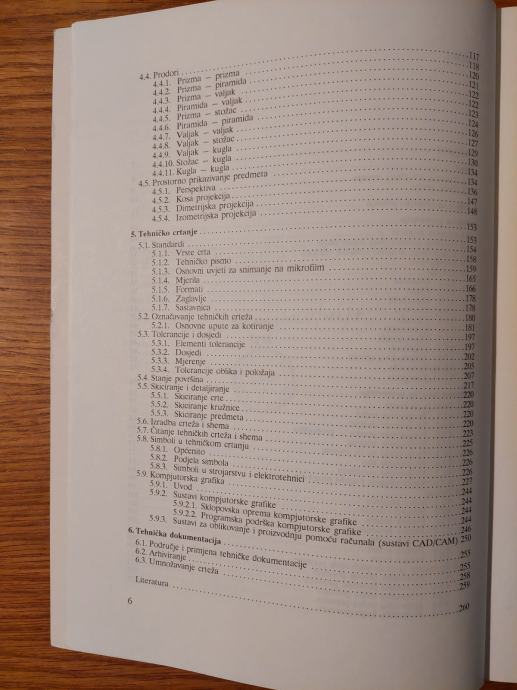 4.4. Prodori ... 117
4.4.1. Prizma — prizma ... 118
4.4.2. Prizma — piramida ... 120
4.4.3. Prizma — valjak ... 121
4.4.4. Piramida — valjak ... 122
4.4.5. Prizma — stožac ... 122
4.4.6. Piramida — piramida ... 123
4.4.7. Valjak — valjak ... 124
4.4.8. Valjak — stožac ... 126
4.4.9. Valjak — kugla ... 127
4.4.10. Stožac — kugla ... 129
4.4.11. Kugla — kugla ... 130
4.5. Prostorno prikazivanje predmeta ... 134
4.5.1. Perspektiva ... 134
4.5.2. Kosa projekcija ... 136
4.5.3. Dimetrijska projekcija ... 147
4.5.4. Izometrijska projekcija ... 148
5. Tehničko crtanje ... 153
5.1. Standardi ... 153
5.1.1. Vrste crta ... 154
5.1.2. Tehničko pismo ... 158
5.1.3. Osnovni uvjeti za snimanje na mikrofilm ... 159
5.1.4. Mjerila ... 165
5.1.5. Formati ... 166
5.1.6. Zaglavlje ... 178
5.1.7. Sastavnica ... 178
5.2. Označavanje tehničkih crteža ... 180
5.2.1. Osnovne upute za kotiranje ... 181
5.3. Tolerancije i dosjedi ... 197
5.3.1. Elementi tolerancije ... 197
5.3.2. Dosjedi ... 202
5.3.3. Mjerenje ... 205
5.3.4. Tolerancije oblika i položaja ... 207
5.4. Stanje površina ... 217
5.5. Skiciranje i detaljiranje ... 220
5.5.1. Skiciranje crte ... 220
5.5.2. Skiciranje kružnice ... 220
5.5.3. Skiciranje predmeta ... 220
5.6. Izradba crteža i shema ... 223
5.7. Čitanje tehničkih crteža i shema ... 225
5.8. Simboli u tehničkom crtanju ... 226
5.8.1. Općenito ... 226
5.8.2. Podjela simbola ... 226
5.8.3. Simboli u strojarstvu i elektrotehnici ... 227
5.9. Kompjutorska grafika ... 244
5.9.1. Uvod ... 244
5.9.2. Sustavi kompjutorske grafike ... 244
5.9.2.1. Sklopovska oprema kompjutorske grafike ... 244
5.9.2.2. Programska podrška kompjutorske grafike ... 246
5.9.3. Sustavi za oblikovanje i proizvodnju pomoću računala (sustavi CAD/CAM) 250
6. Tehnička dokumentacija ... 255
6.1. Područje i primjena tehničke dokumentacije ... 255
6.2. Arhiviranje ... 258
6.3. Umnožavanje crteža ... 259
Literatura ... 260
6